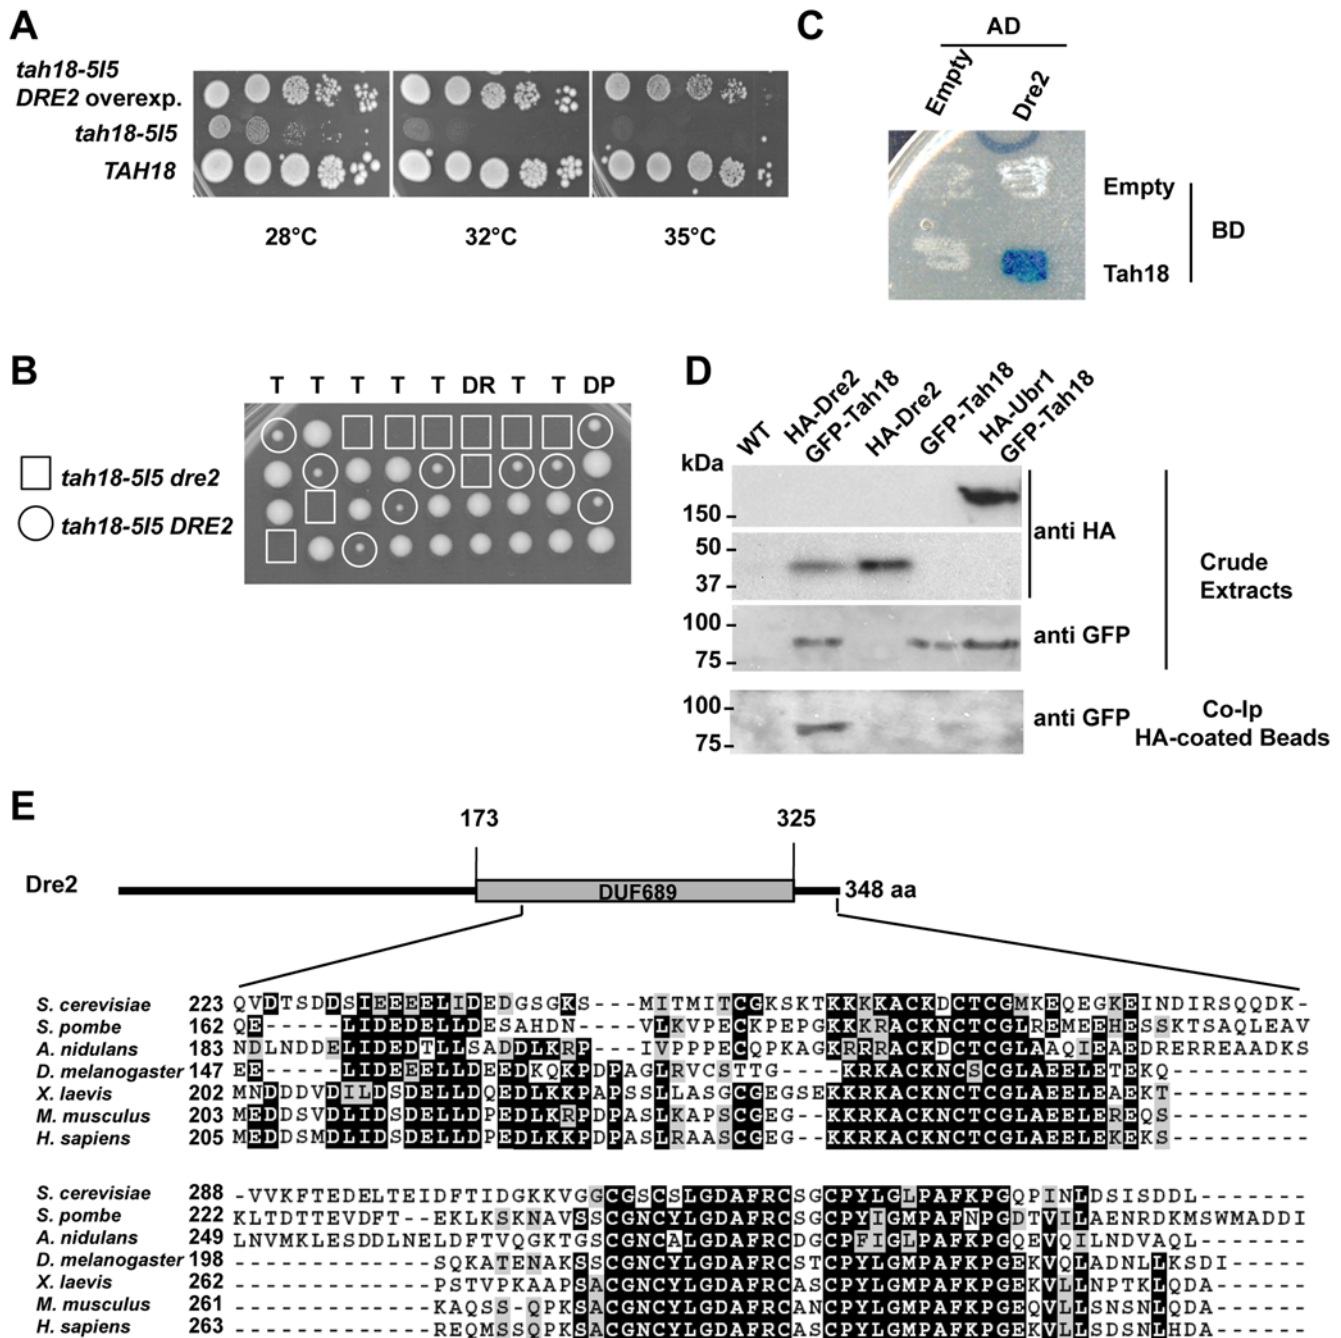 A
tah18-5I5
DRE2 overexp.
tah18-5I5
TAH18
28°C
32°C
35°C
B
T T T T T DR T T DP
tah18-5I5 dre2
tah18-5I5 DRE2
C
AD
Empty
Dre2
Empty
Tah18
BD
D
WT
HA-Dre2
GFP-Tah18
HA-Dre2
GFP-Tah18
HA-Ubr1
GFP-Tah18
kDa
150
50
37
100
75
100
75
anti HA
anti GFP
anti GFP
Crude
Extracts
Co-Ip
HA-coated Beads
E
173
325
Dre2
DUF689
348 aa
S. cerevisiae 223 QVDTSDDSIEEEELIDEDGSGKS---MITMITCGKSKTKKKKACKDCTCGMKEQEGKEINDIRSQQDK-
S. pombe 162 QE-----LIDEDELLDESAHDN----VLKVPECKPEPGKKKRACKNCTCGLREMEEHESSKTSAQLEAV
A. nidulans 183 NDLNDDELIDEDTLLSADDLKRP---IVPPPECQPKAGKRRRACKDCTCGLAAQIEAEDRERREAADKS
D. melanogaster 147 EE-----LIDEEELLDEEDKQKPDPAGLRVCSTTG----KRKACKNCSCGLAEELETEKQ---------
X. laevis 202 MNDDDVDILDSDELLDQEDLKKPAPSSLLASGCGEGSEKKRKACKNCTCGLAEELEAEKT---------
M. musculus 203 MEDDSVDLIDSDELLDPEDLKRPDPASLKAPSCGEG--KKRKACKNCTCGLAEELEREQS---------
H. sapiens 205 MEDDSMDLIDSDELLDPEDLKKPDPASLRAASCGEG--KKRKACKNCTCGLAEELEKEKS---------
S. cerevisiae 288 -VVKFTEDELTEIDFTIDGKKVGGCGSCSLGDAFRCSGCPYLGLPAFKPGQPINLDSISDDL-------
S. pombe 222 KLTDTTEVDFT--EKLKSKNAVSSCGNCYLGDAFRCSGCPYIGMPAFNPGDTVILAENRDKMSWMADDI
A. nidulans 249 LNVMKLESDDLNELDFTVQGKTGSCGNCALGDAFRCDGCPFIGLPAFKPGQEVQILNDVAQL-------
D. melanogaster 198 -------------SQKATENAKSSCGNCYLGDAFRCSTCPYLGMPAFKPGEKVQLADNLLKSDI-----
X. laevis 262 -------------PSTVPKAAPSACGNCYLGDAFRCASCPYLGMPAFKPGEKVLLNPTKLQDA------
M. musculus 261 -------------KAQSS-QPKSACGNCYLGDAFRCANCPYLGMPAFKPGEQVLLSNSNLQDA------
H. sapiens 263 -------------REQMSSQPKSACGNCYLGDAFRCASCPYLGMPAFKPGEKVLLSDSNLHDA------